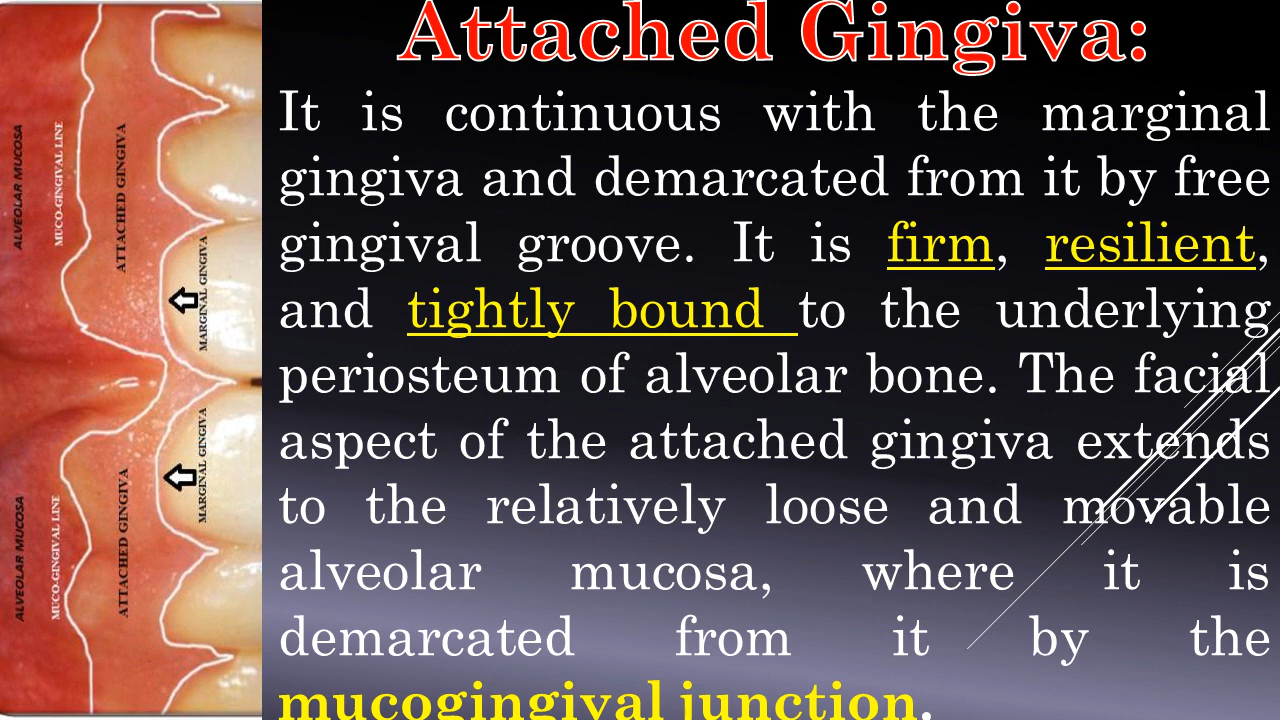 Attached Gingiva:
It is continuous with the marginal
gingiva and demarcated from it by free
gingival groove. It is firm, resilient,
and tightly bound to the underlying
periosteum of alveolar bone. The facial
aspect of the attached gingiva extends
to the relatively loose and movable
alveolar mucosa, where it is
demarcated from it by the
mucogingival junction.
ALVEOLAR MUCOSA
MUCO-GINGIVAL LINE
ATTACHED GINGIVA
MARGINAL GINGIVA
ALVEOLAR MUCOSA
MUCO-GINGIVAL LINE
ATTACHED GINGIVA
MARGINAL GINGIVA